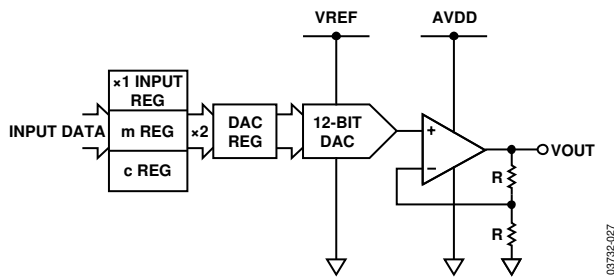 VREF
AVDD
×1 INPUT
REG
INPUT DATA
m REG
×2
DAC
REG
12-BIT
DAC
+
–
VOUT
c REG
R
R
03732-027